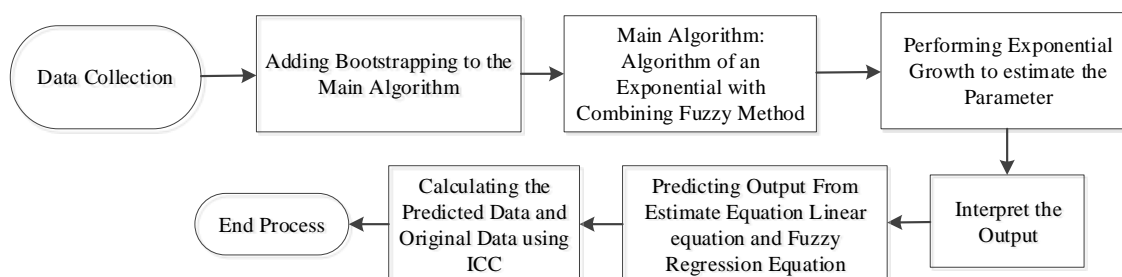 Data Collection
Adding Bootstrapping to the
Main Algorithm
Main Algorithm:
Algorithm of an
Exponential with
Combining Fuzzy Method
Performing Exponential
Growth to estimate the
Parameter
Interpret the
Output
Predicting Output From
Estimate Equation Linear
equation and Fuzzy
Regression Equation
Calculating the
Predicted Data and
Original Data using
ICC
End Process